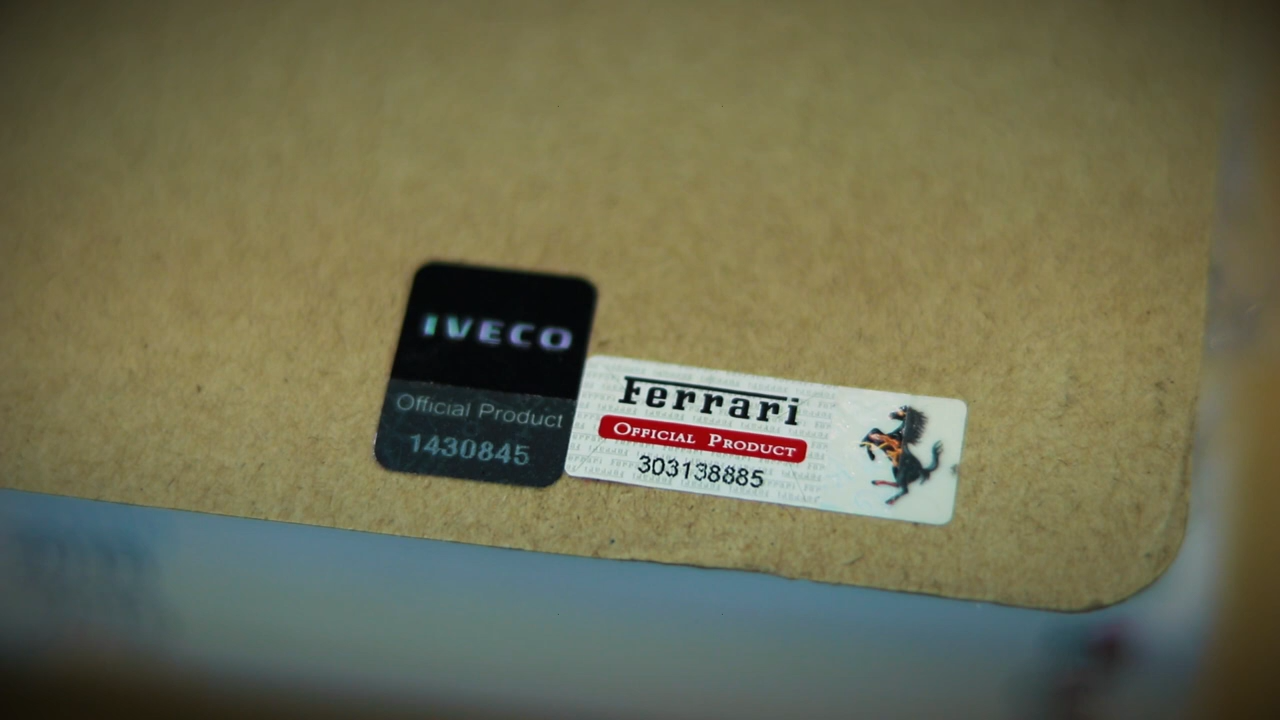 IVECO
Official Product
1430845
Ferrari
OFFICIAL PRODUCT
303138885